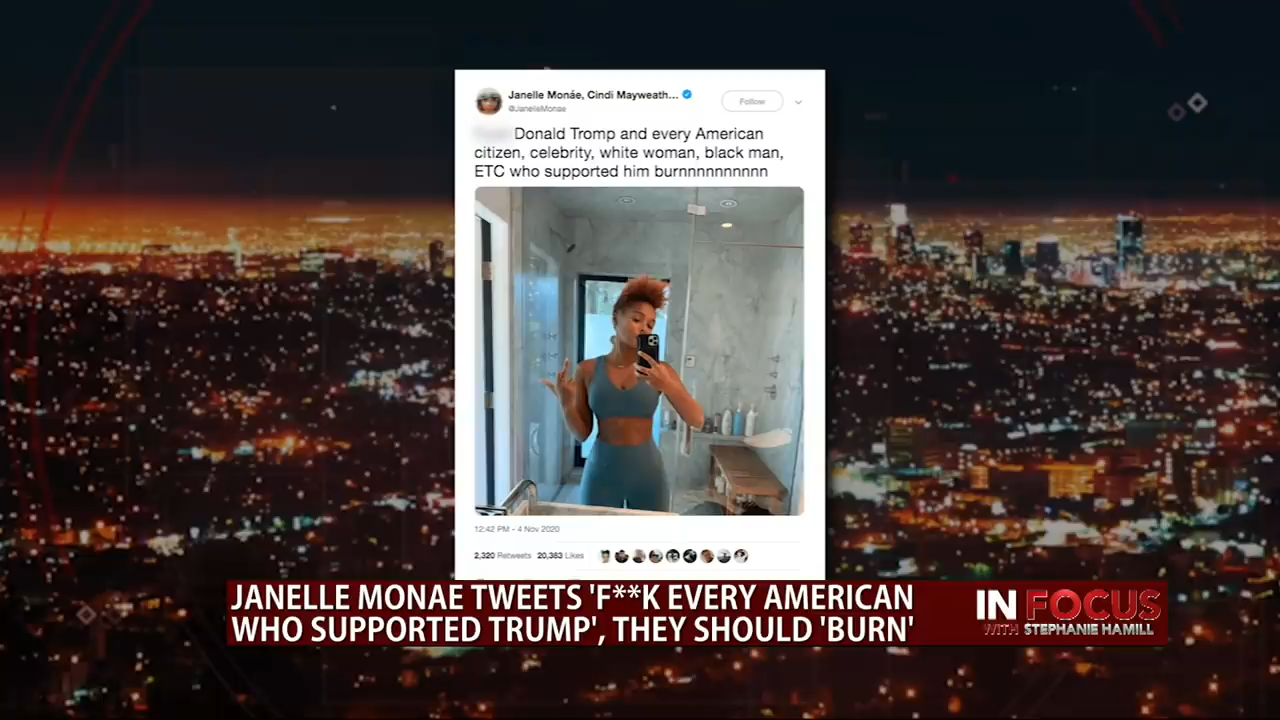 Janelle Monáe, Cindi Mayweath...
@JanelleMonae
Follow
Donald Tromp and every American
citizen, celebrity, white woman, black man,
ETC who supported him burnnnnnnnnnn
12:42 PM - 4 Nov 2020
2,320 Retweets 20,383 Likes
JANELLE MONAE TWEETS 'F**K EVERY AMERICAN
WHO SUPPORTED TRUMP', THEY SHOULD 'BURN'
IN FOCUS
WITH STEPHANIE HAMILL